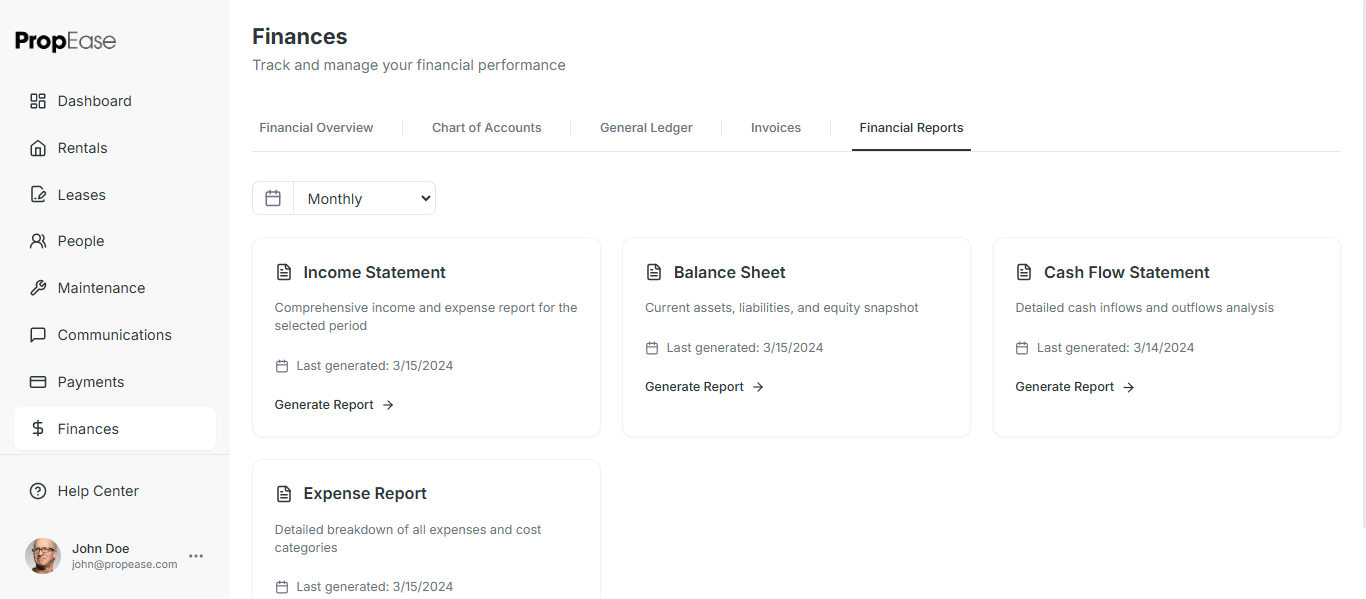 PropEase
Dashboard
Rentals
Leases
People
Maintenance
Communications
Payments
Finances
Help Center
John Doe
john@propease.com
Finances
Track and manage your financial performance
Financial Overview
Chart of Accounts
General Ledger
Invoices
Financial Reports
Monthly
Income Statement
Comprehensive income and expense report for the
selected period
Last generated: 3/15/2024
Generate Report
Balance Sheet
Current assets, liabilities, and equity snapshot
Last generated: 3/15/2024
Generate Report
Cash Flow Statement
Detailed cash inflows and outflows analysis
Last generated: 3/14/2024
Generate Report
Expense Report
Detailed breakdown of all expenses and cost
categories
Last generated: 3/15/2024